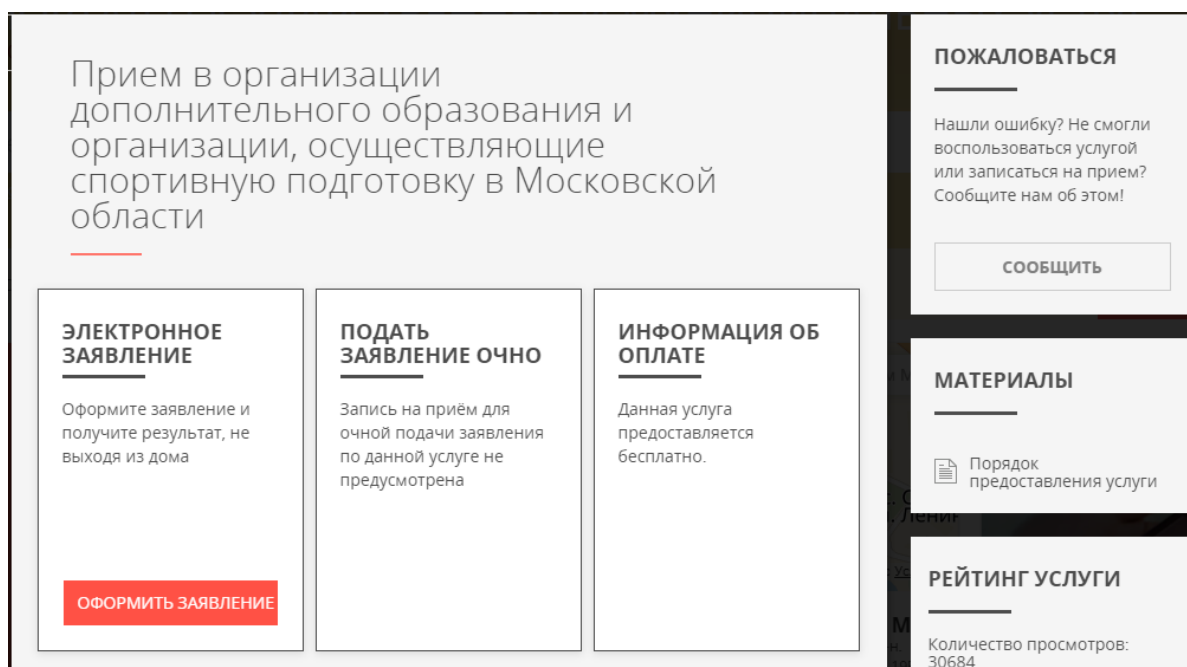 Прием в организации
дополнительного образования и
организации, осуществляющие
спортивную подготовку в Московской
области
ЭЛЕКТРОННОЕ
ЗАЯВЛЕНИЕ
Оформите заявление и
получите результат, не
выходя из дома
ОФОРМИТЬ ЗАЯВЛЕНИЕ
ПОДАТЬ
ЗАЯВЛЕНИЕ ОЧНО
Запись на приём для
очной подачи заявления
по данной услуге не
предусмотрена
ИНФОРМАЦИЯ ОБ
ОПЛАТЕ
Данная услуга
предоставляется
бесплатно.
ПОЖАЛОВАТЬСЯ
Нашли ошибку? Не смогли
воспользоваться услугой
или записаться на прием?
Сообщите нам об этом!
СООБЩИТЬ
МАТЕРИАЛЫ
Порядок
предоставления услуги
РЕЙТИНГ УСЛУГИ
Количество просмотров:
30684